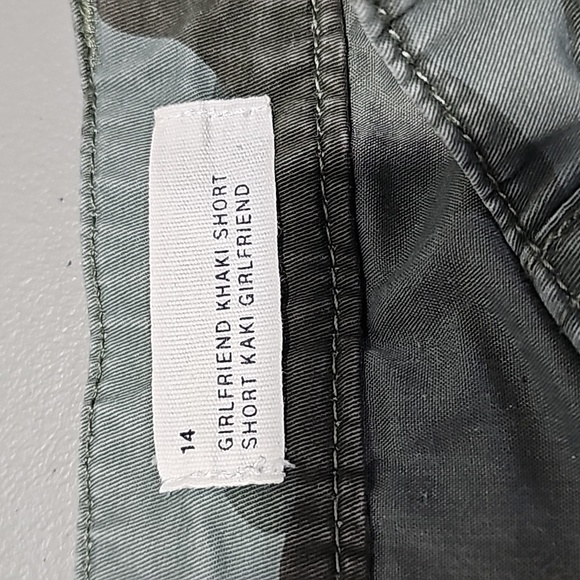 14
GIRLFRIEND KHAKI SHORT
SHORT KAKI GIRLFRIEND